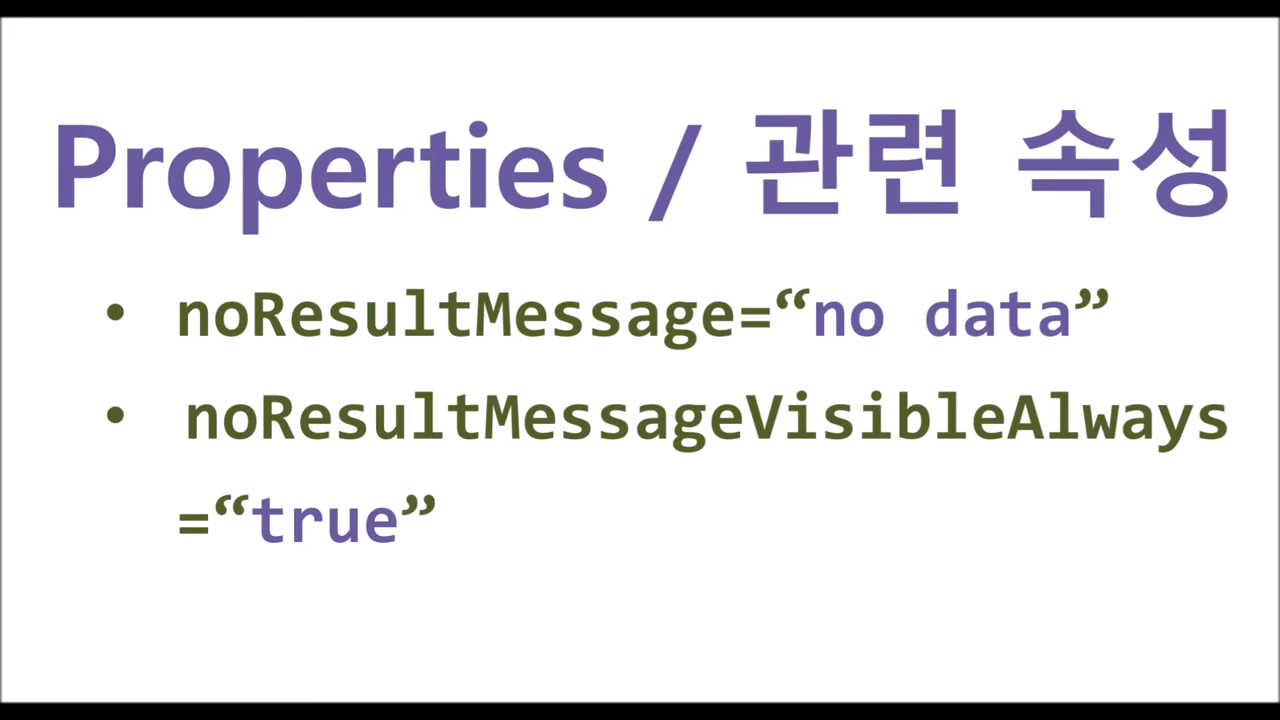 Properties / 관련 속성
• noResultMessage=“no data”
• noResultMessageVisibleAlways
=“true”